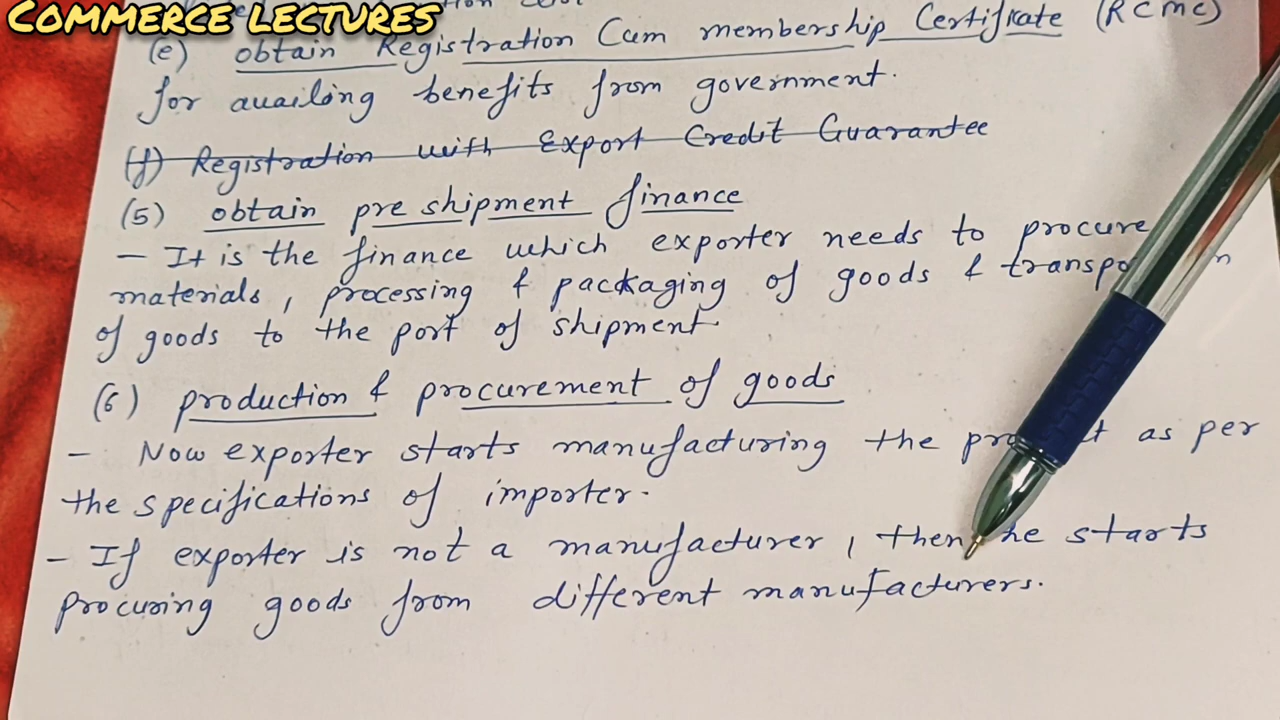 COMMERCE LECTURES
(e) obtain Registration Cum membership Certificate (RCMC)
for availing benefits from government.
(f) Registration with Export Credit Guarantee
(5) obtain pre shipment finance
- It is the finance which exporter needs to procure
materials, processing & packaging of goods &
of goods to the port of shipment.
(6) production & procurement of goods
- Now exporter starts manufacturing the product as per
the specifications of importer.
- If exporter is not a manufacturer, then he starts
procuring goods from different manufacturers.